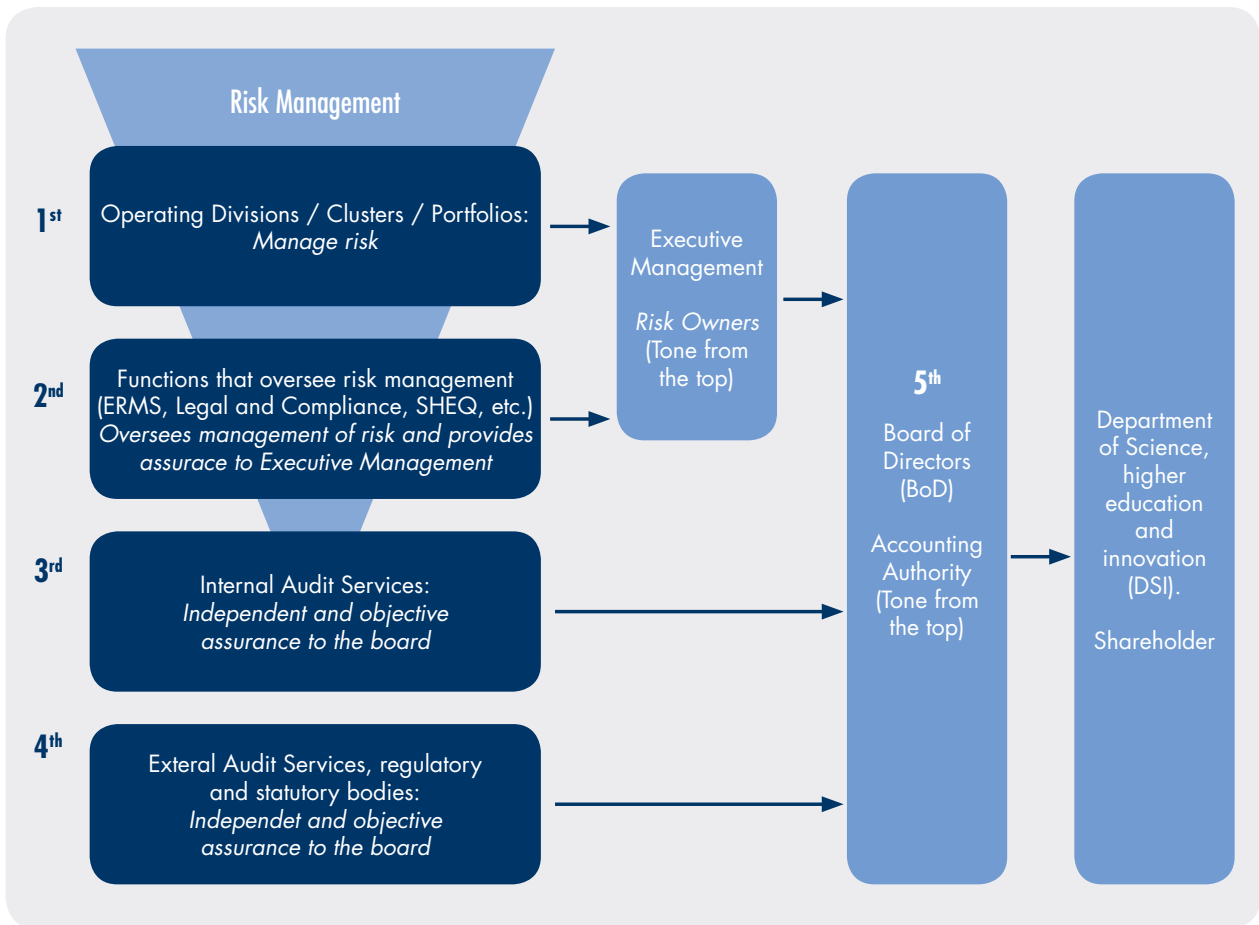 Risk Management
1st
Operating Divisions / Clusters / Portfolios:
Manage risk
2nd
Functions that oversee risk management
(ERMS, Legal and Compliance, SHEQ, etc.)
Oversees management of risk and provides
assurace to Executive Management
3rd
Internal Audit Services:
Independent and objective
assurance to the board
4th
Exteral Audit Services, regulatory
and statutory bodies:
Independet and objective
assurance to the board
Executive
Management
Risk Owners
(Tone from
the top)
5th
Board of
Directors
(BoD)
Accounting
Authority
(Tone from
the top)
Department
of Science,
higher
education
and
innovation
(DSI).
Shareholder